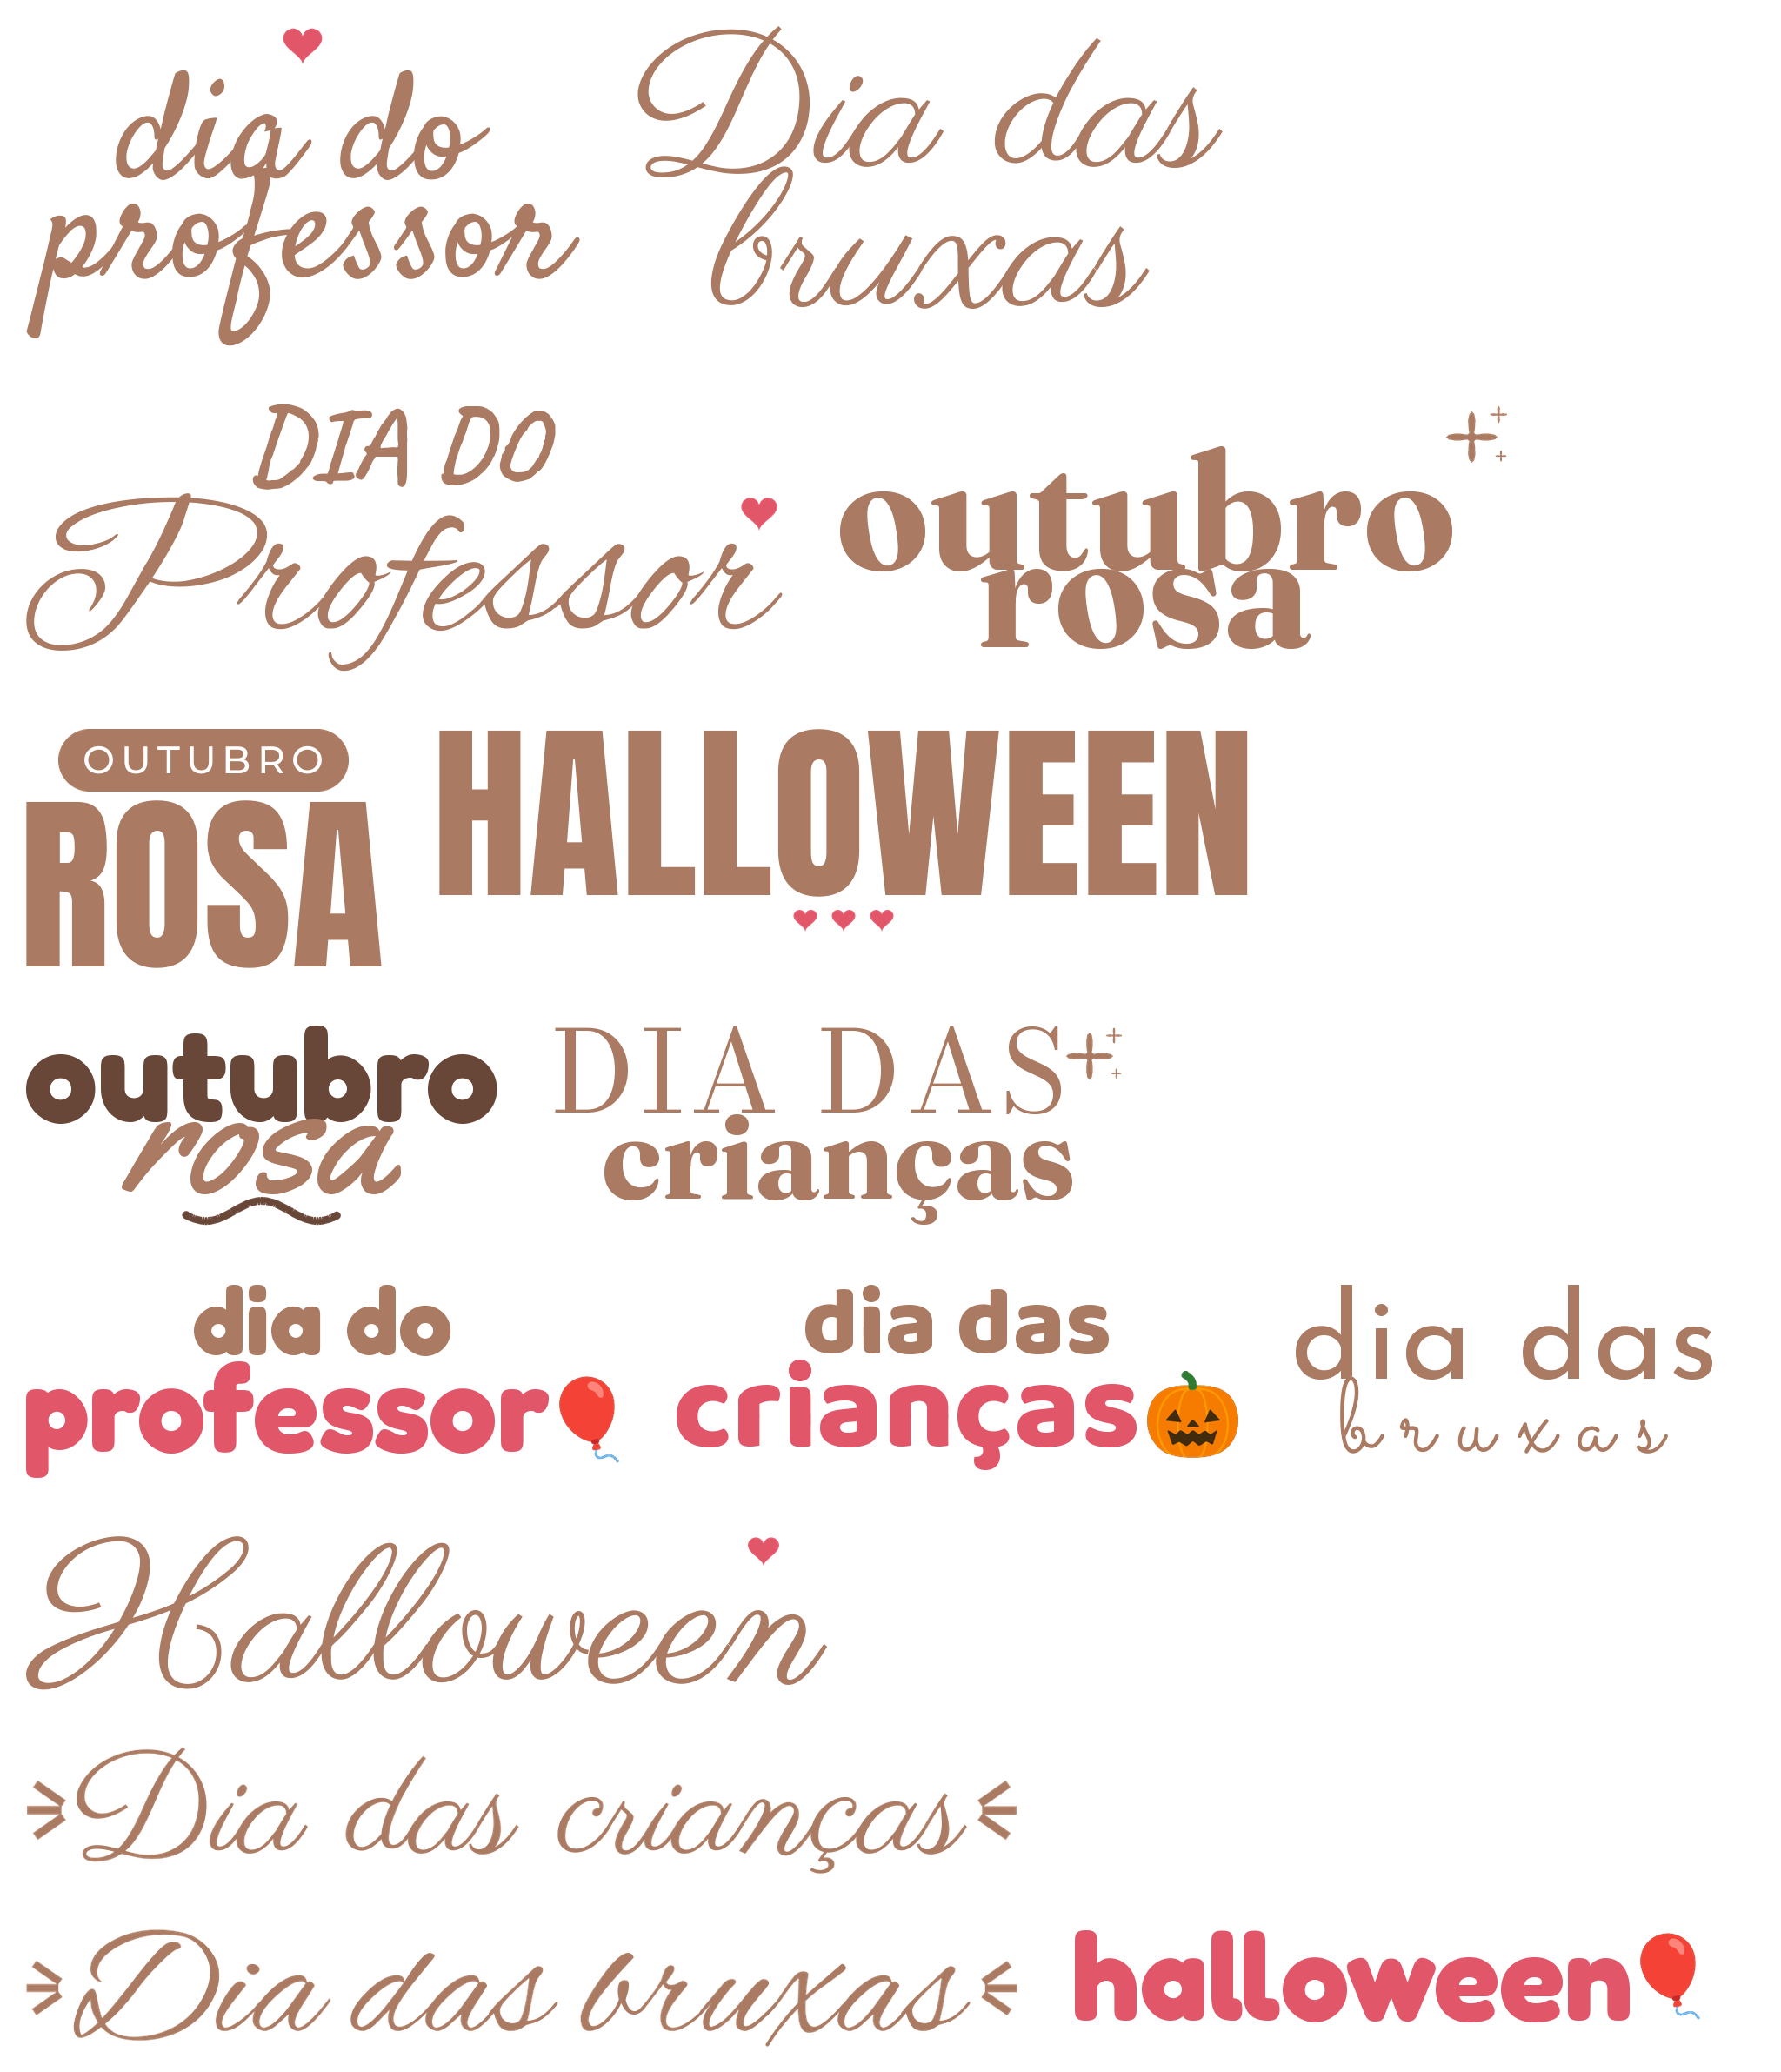 dia do
professor
Dia das
bruxas
DIA DO
Professor
outubro
rosa
OUTUBRO
ROSA
HALLOWEEN
outubro
rosa
DIA DAS
crianças
dia do
professor
dia das
crianças
dia das
bruxas
Halloween
Dia das crianças
Dia das bruxas
halloween